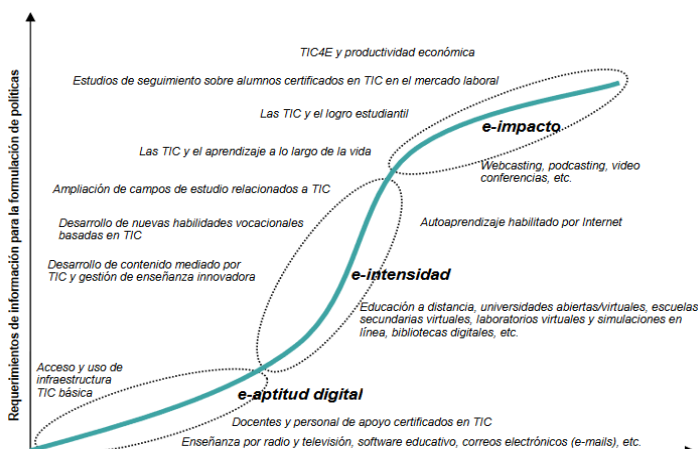 TIC4E y productividad económica
Estudios de seguimiento sobre alumnos certificados en TIC en el mercado laboral
Las TIC y el logro estudiantil
e-impacto
Las TIC y el aprendizaje a lo largo de la vida
Webcasting, podcasting, video
conferencias, etc.
Ampliación de campos de estudio relacionados a TIC
Desarrollo de nuevas habilidades vocacionales
basadas en TIC
Autoaprendizaje habilitado por Internet
Desarrollo de contenido mediado por
TIC y gestión de enseñanza innovadora
e-intensidad
Educación a distancia, universidades abiertas/virtuales, escuelas
secundarias virtuales, laboratorios virtuales y simulaciones en
línea, bibliotecas digitales, etc.
Acceso y uso de
infraestructura
TIC básica
e-aptitud digital
Docentes y personal de apoyo certificados en TIC
Enseñanza por radio y televisión, software educativo, correos electrónicos (e-mails), etc.
Requerimientos de información para la formulación de políticas